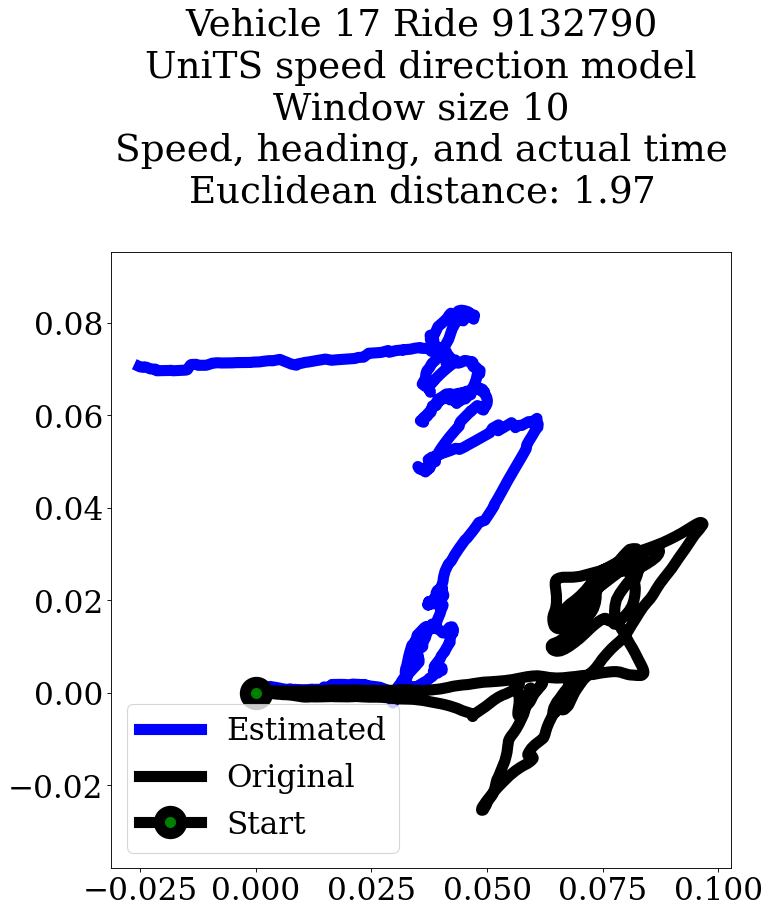 Vehicle 17 Ride 9132790
UniTS speed direction model
Window size 10
Speed, heading, and actual time
Euclidean distance: 1.97
0.08
0.06
0.04
0.02
0.00
−0.02
Estimated
Original
Start
−0.025 0.000 0.025 0.050 0.075 0.100